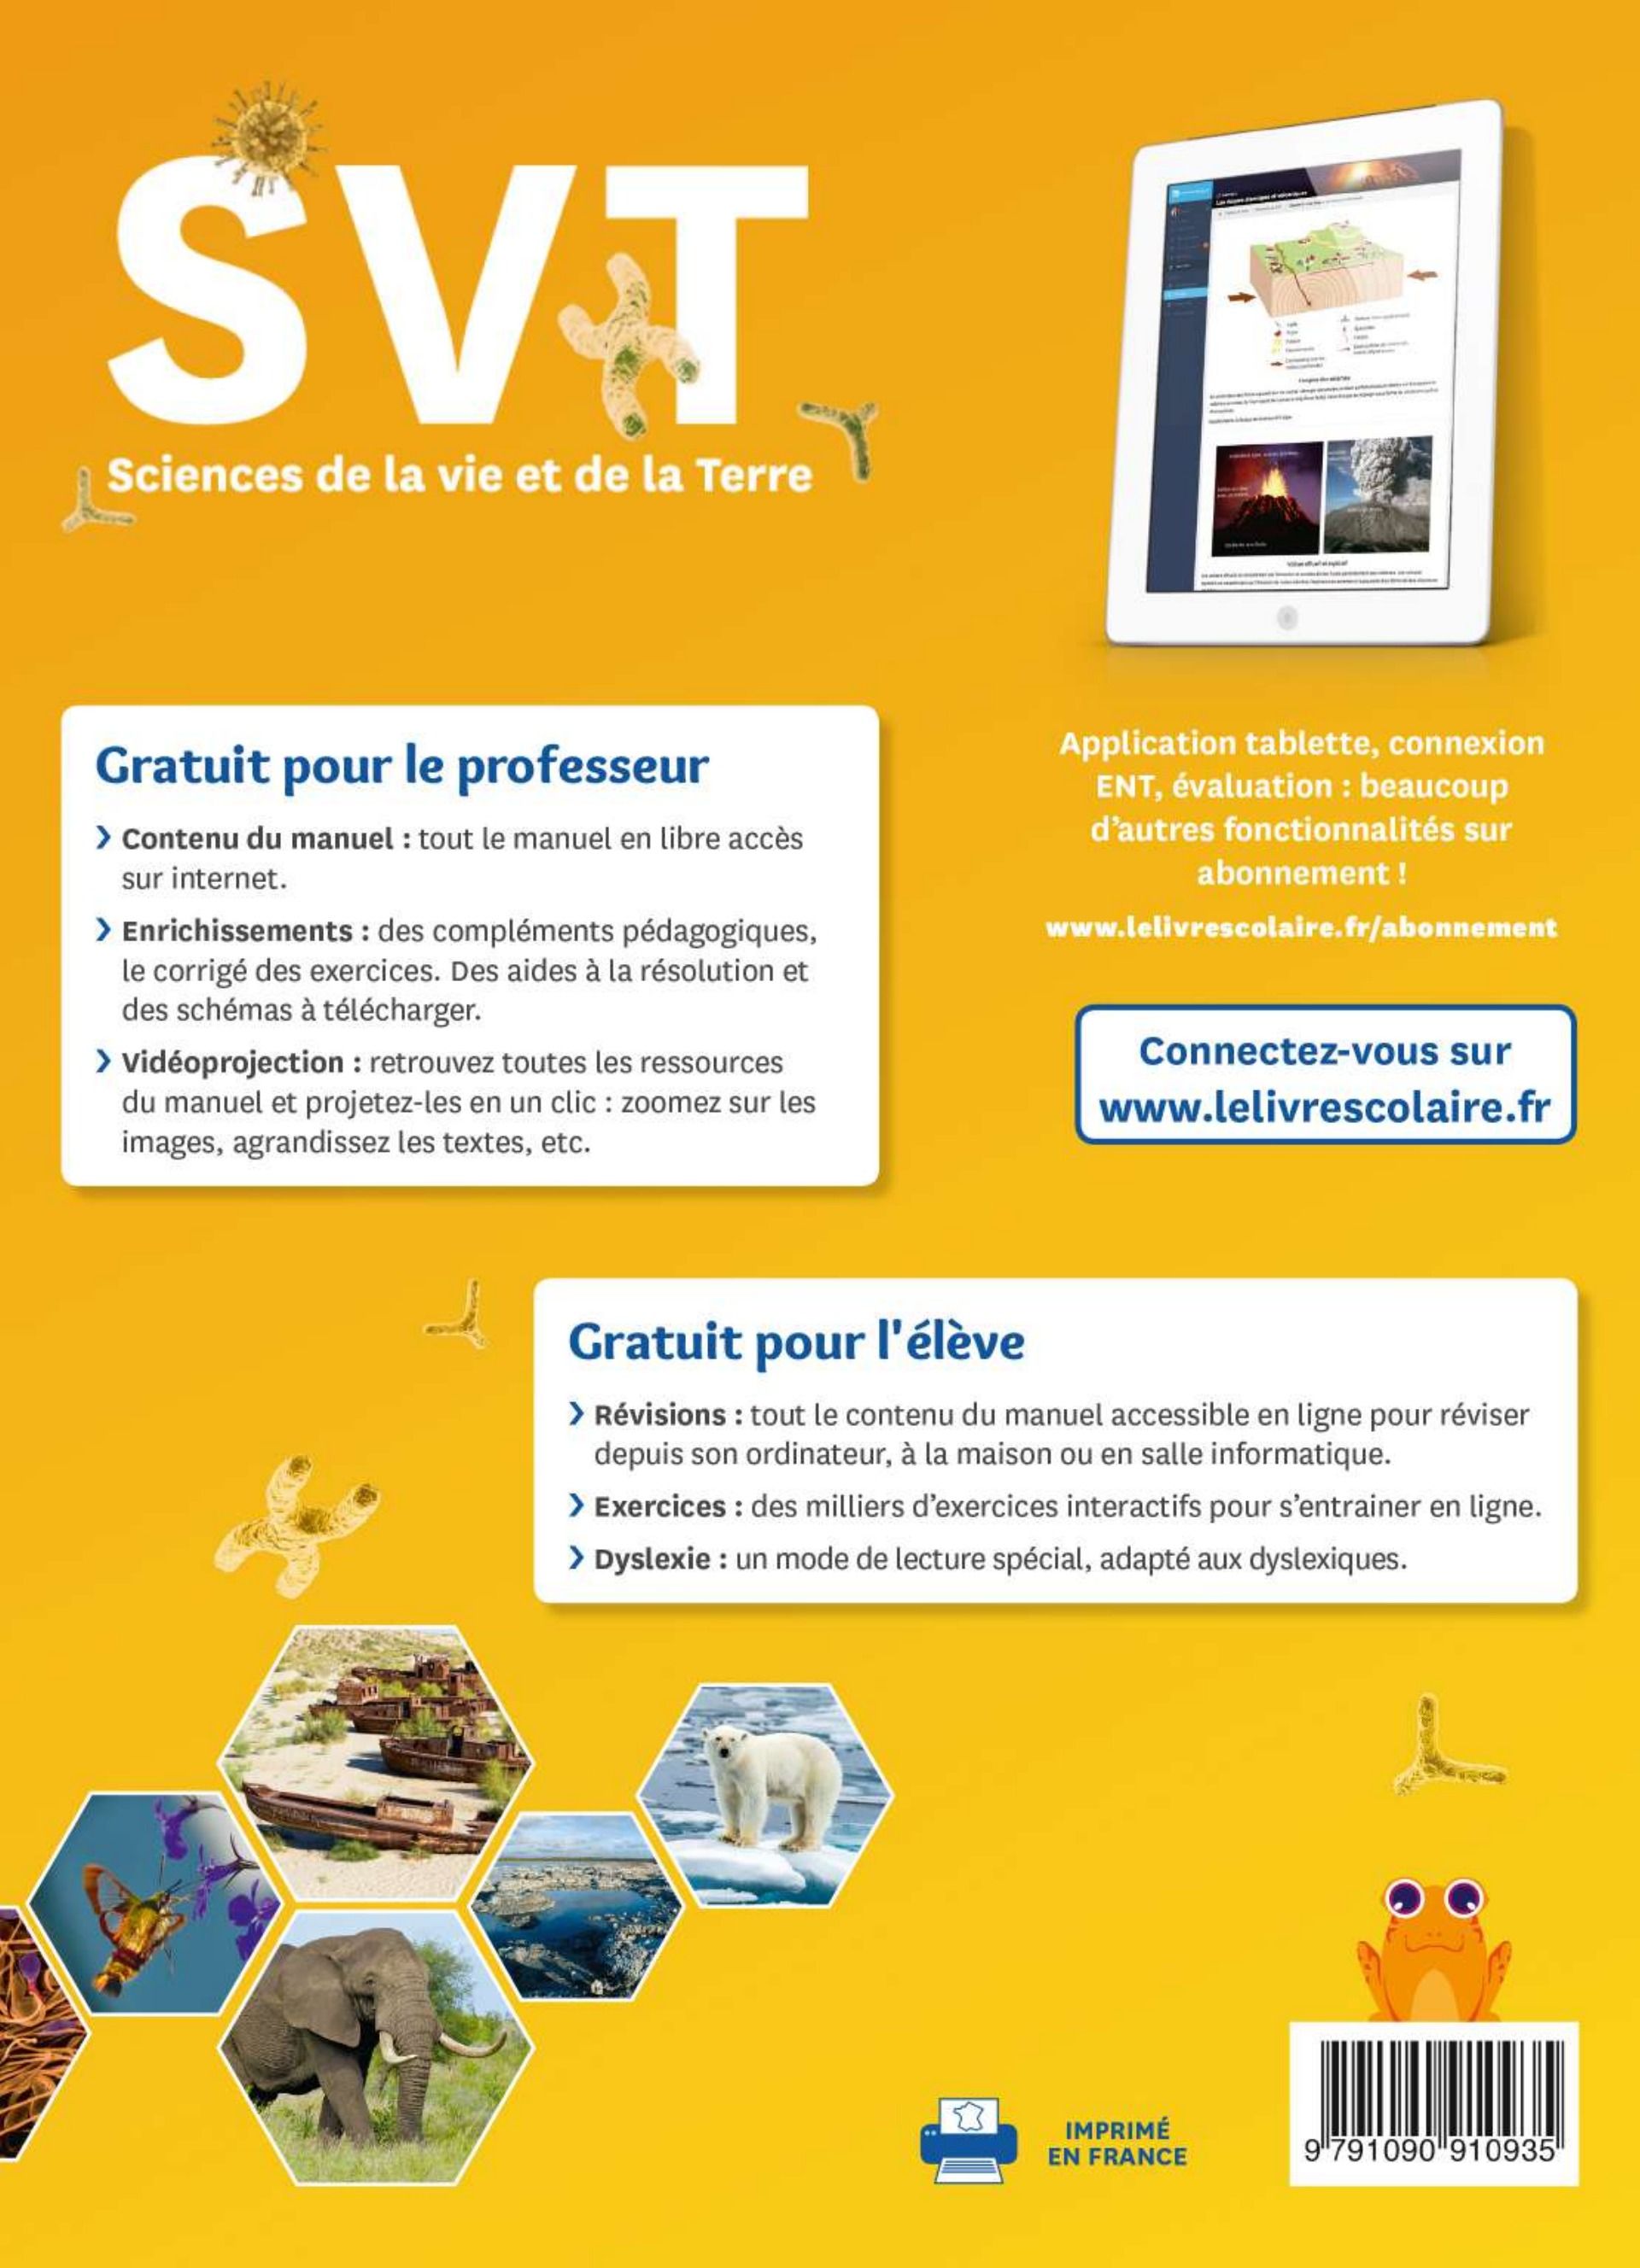 SVT
Sciences de la vie et de la Terre
Gratuit pour le professeur
❯ Contenu du manuel : tout le manuel en libre accès
sur internet.
❯ Enrichissements : des compléments pédagogiques,
le corrigé des exercices. Des aides à la résolution et
des schémas à télécharger.
❯ Vidéoprojection : retrouvez toutes les ressources
du manuel et projetez-les en un clic : zoomez sur les
images, agrandissez les textes, etc.
Application tablette, connexion
ENT, évaluation : beaucoup
d'autres fonctionnalités sur
abonnement !
www.lelivrescolaire.fr/abonnement
Connectez-vous sur
www.lelivrescolaire.fr
Gratuit pour l'élève
❯ Révisions : tout le contenu du manuel accessible en ligne pour réviser
depuis son ordinateur, à la maison ou en salle informatique.
❯ Exercices : des milliers d'exercices interactifs pour s'entrainer en ligne.
❯ Dyslexie : un mode de lecture spécial, adapté aux dyslexiques.
IMPRIMÉ
EN FRANCE
9 791090 910935